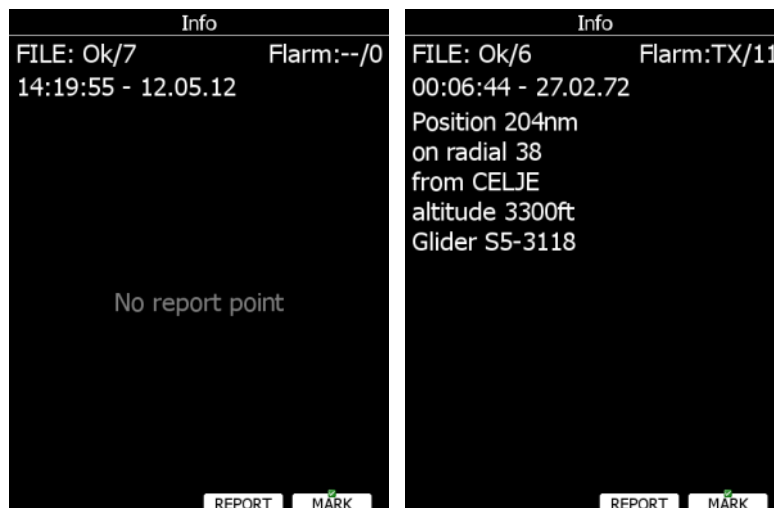 Info
FILE: Ok/7 Flarm:--/0
14:19:55 - 12.05.12
No report point
REPORT MARK
Info
FILE: Ok/6 Flarm:TX/11
00:06:44 - 27.02.72
Position 204nm
on radial 38
from CELJE
altitude 3300ft
Glider S5-3118
REPORT MARK